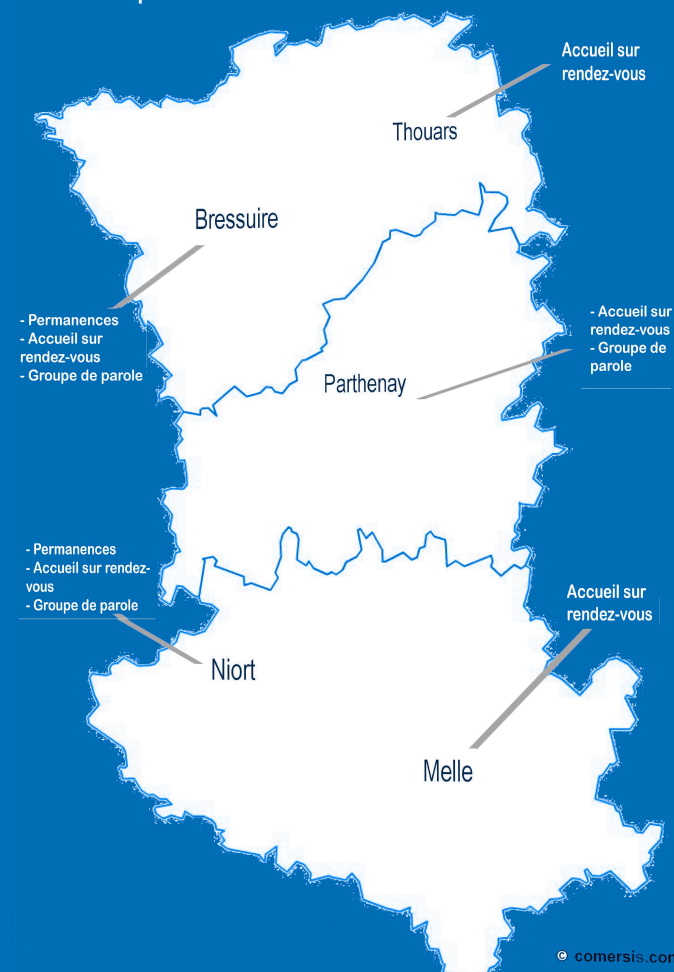 Accueil sur
rendez-vous
Thouars
Bressuire
- Permanences
- Accueil sur
rendez-vous
- Groupe de parole
- Accueil sur
rendez-vous
- Groupe de
parole
Parthenay
- Permanences
- Accueil sur rendez-
vous
- Groupe de parole
Accueil sur
rendez-vous
Niort
Melle
© comersis.com